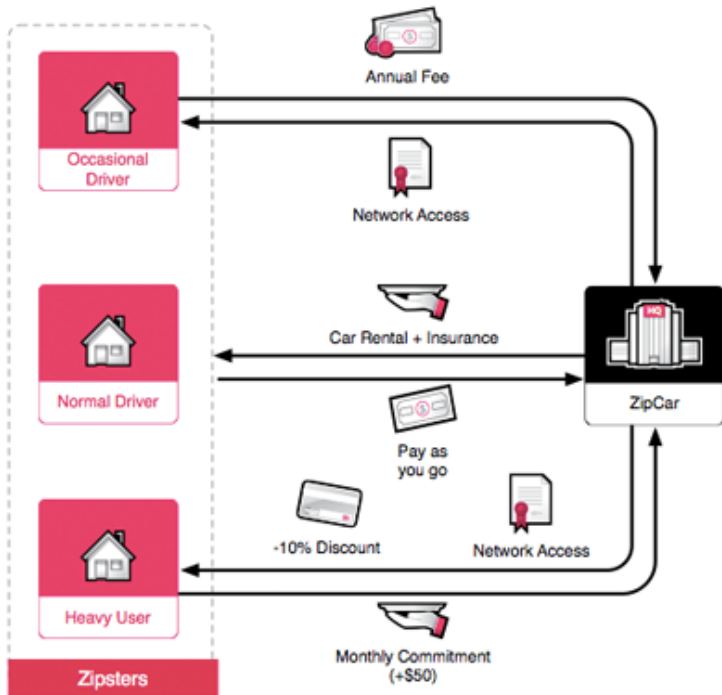 Annual Fee
Occasional
Driver
Network Access
HQ
Car Rental + Insurance
Normal Driver
ZipCar
Pay as
you go
-10% Discount
Network Access
Heavy User
Monthly Commitment
(+$50)
Zipsters